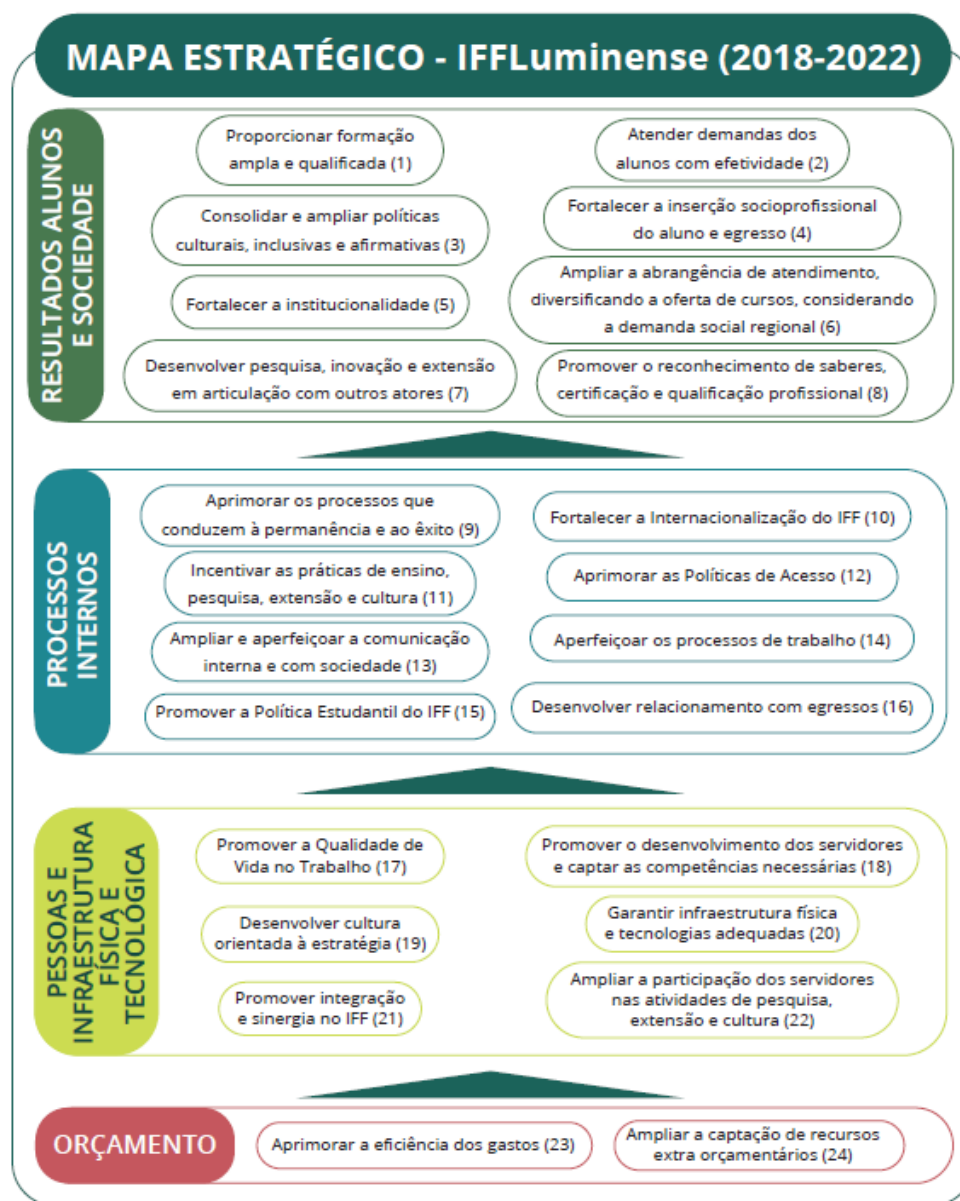 MAPA ESTRATÉGICO - IFFLuminense (2018-2022)
RESULTADOS ALUNOS
E SOCIEDADE
Proporcionar formação
ampla e qualificada (1)
Atender demandas dos
alunos com efetividade (2)
Consolidar e ampliar políticas
culturais, inclusivas e afirmativas (3)
Fortalecer a inserção socioprofissional
do aluno e egresso (4)
Fortalecer a institucionalidade (5)
Ampliar a abrangência de atendimento,
diversificando a oferta de cursos, considerando
a demanda social regional (6)
Desenvolver pesquisa, inovação e extensão
em articulação com outros atores (7)
Promover o reconhecimento de saberes,
certificação e qualificação profissional (8)
PROCESSOS
INTERNOS
Aprimorar os processos que
conduzem à permanência e ao êxito (9)
Fortalecer a Internacionalização do IFF (10)
Incentivar as práticas de ensino,
pesquisa, extensão e cultura (11)
Aprimorar as Políticas de Acesso (12)
Ampliar e aperfeiçoar a comunicação
interna e com sociedade (13)
Aperfeiçoar os processos de trabalho (14)
Promover a Política Estudantil do IFF (15)
Desenvolver relacionamento com egressos (16)
PESSOAS E
INFRAESTRUTURA
FÍSICA E
TECNOLÓGICA
Promover a Qualidade de
Vida no Trabalho (17)
Promover o desenvolvimento dos servidores
e captar as competências necessárias (18)
Desenvolver cultura
orientada à estratégia (19)
Garantir infraestrutura física
e tecnologias adequadas (20)
Promover integração
e sinergia no IFF (21)
Ampliar a participação dos servidores
nas atividades de pesquisa,
extensão e cultura (22)
ORÇAMENTO
Aprimorar a eficiência dos gastos (23)
Ampliar a captação de recursos
extra orçamentários (24)